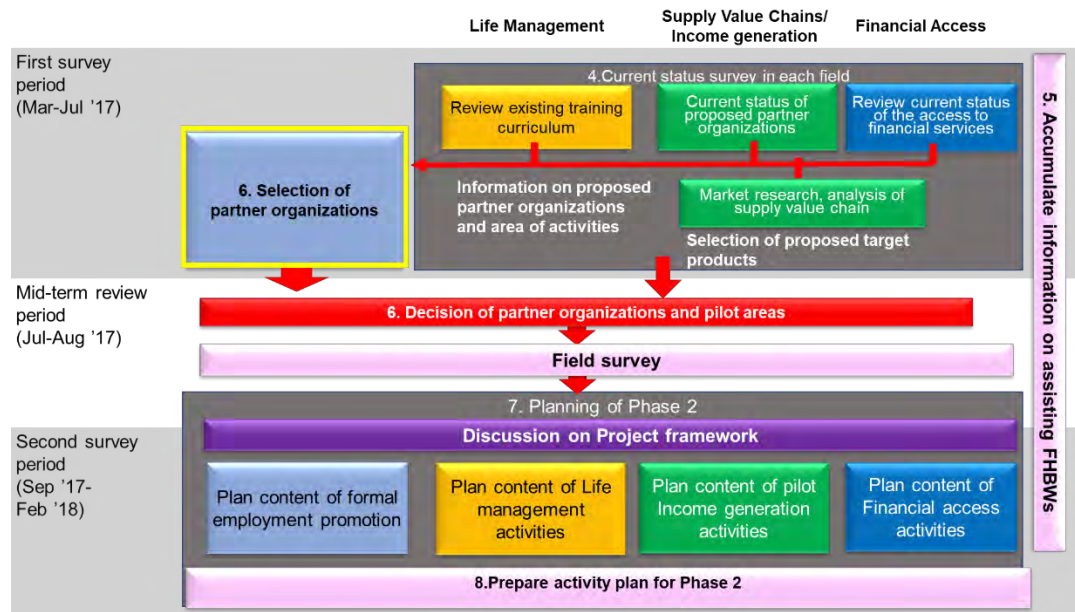 Life Management
Supply Value Chains/
Income generation
Financial Access
First survey
period
(Mar-Jul '17)
4.Current status survey in each field
Review existing training
curriculum
Current status of
proposed partner
organizations
Review current status
of the access to
financial services
6. Selection of
partner organizations
Information on proposed
partner organizations
and area of activities
Market research, analysis of
supply value chain
Selection of proposed target
products
5. Accumulate information on assisting FHBWs
Mid-term review
period
(Jul-Aug '17)
6. Decision of partner organizations and pilot areas
Field survey
7. Planning of Phase 2
Discussion on Project framework
Second survey
period
(Sep '17-
Feb '18)
Plan content of formal
employment promotion
Plan content of Life
management
activities
Plan content of pilot
Income generation
activities
Plan content of
Financial access
activities
8.Prepare activity plan for Phase 2